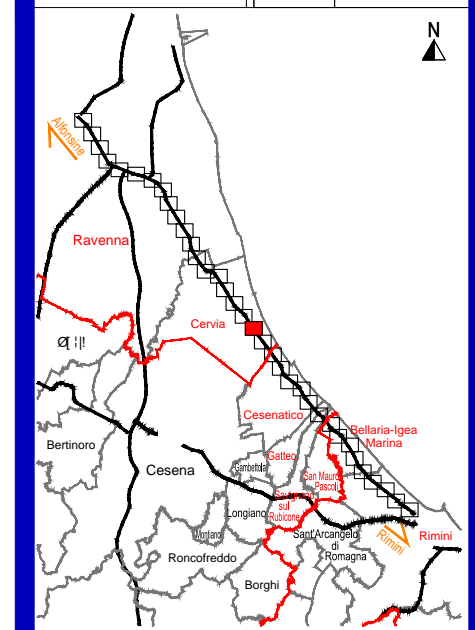 N
Alfonsine
Ravenna
Cervia
Cesenatico
Bellaria-Igea
Marina
Bertinoro
Cesena
Gambettola
Gatteo
San Mauro
Pascoli
Longiano
sul
Rubicone
Montiano
Sant'Arcangelo
di
Romagna
Rimini
Rimini
Roncofreddo
Borghi